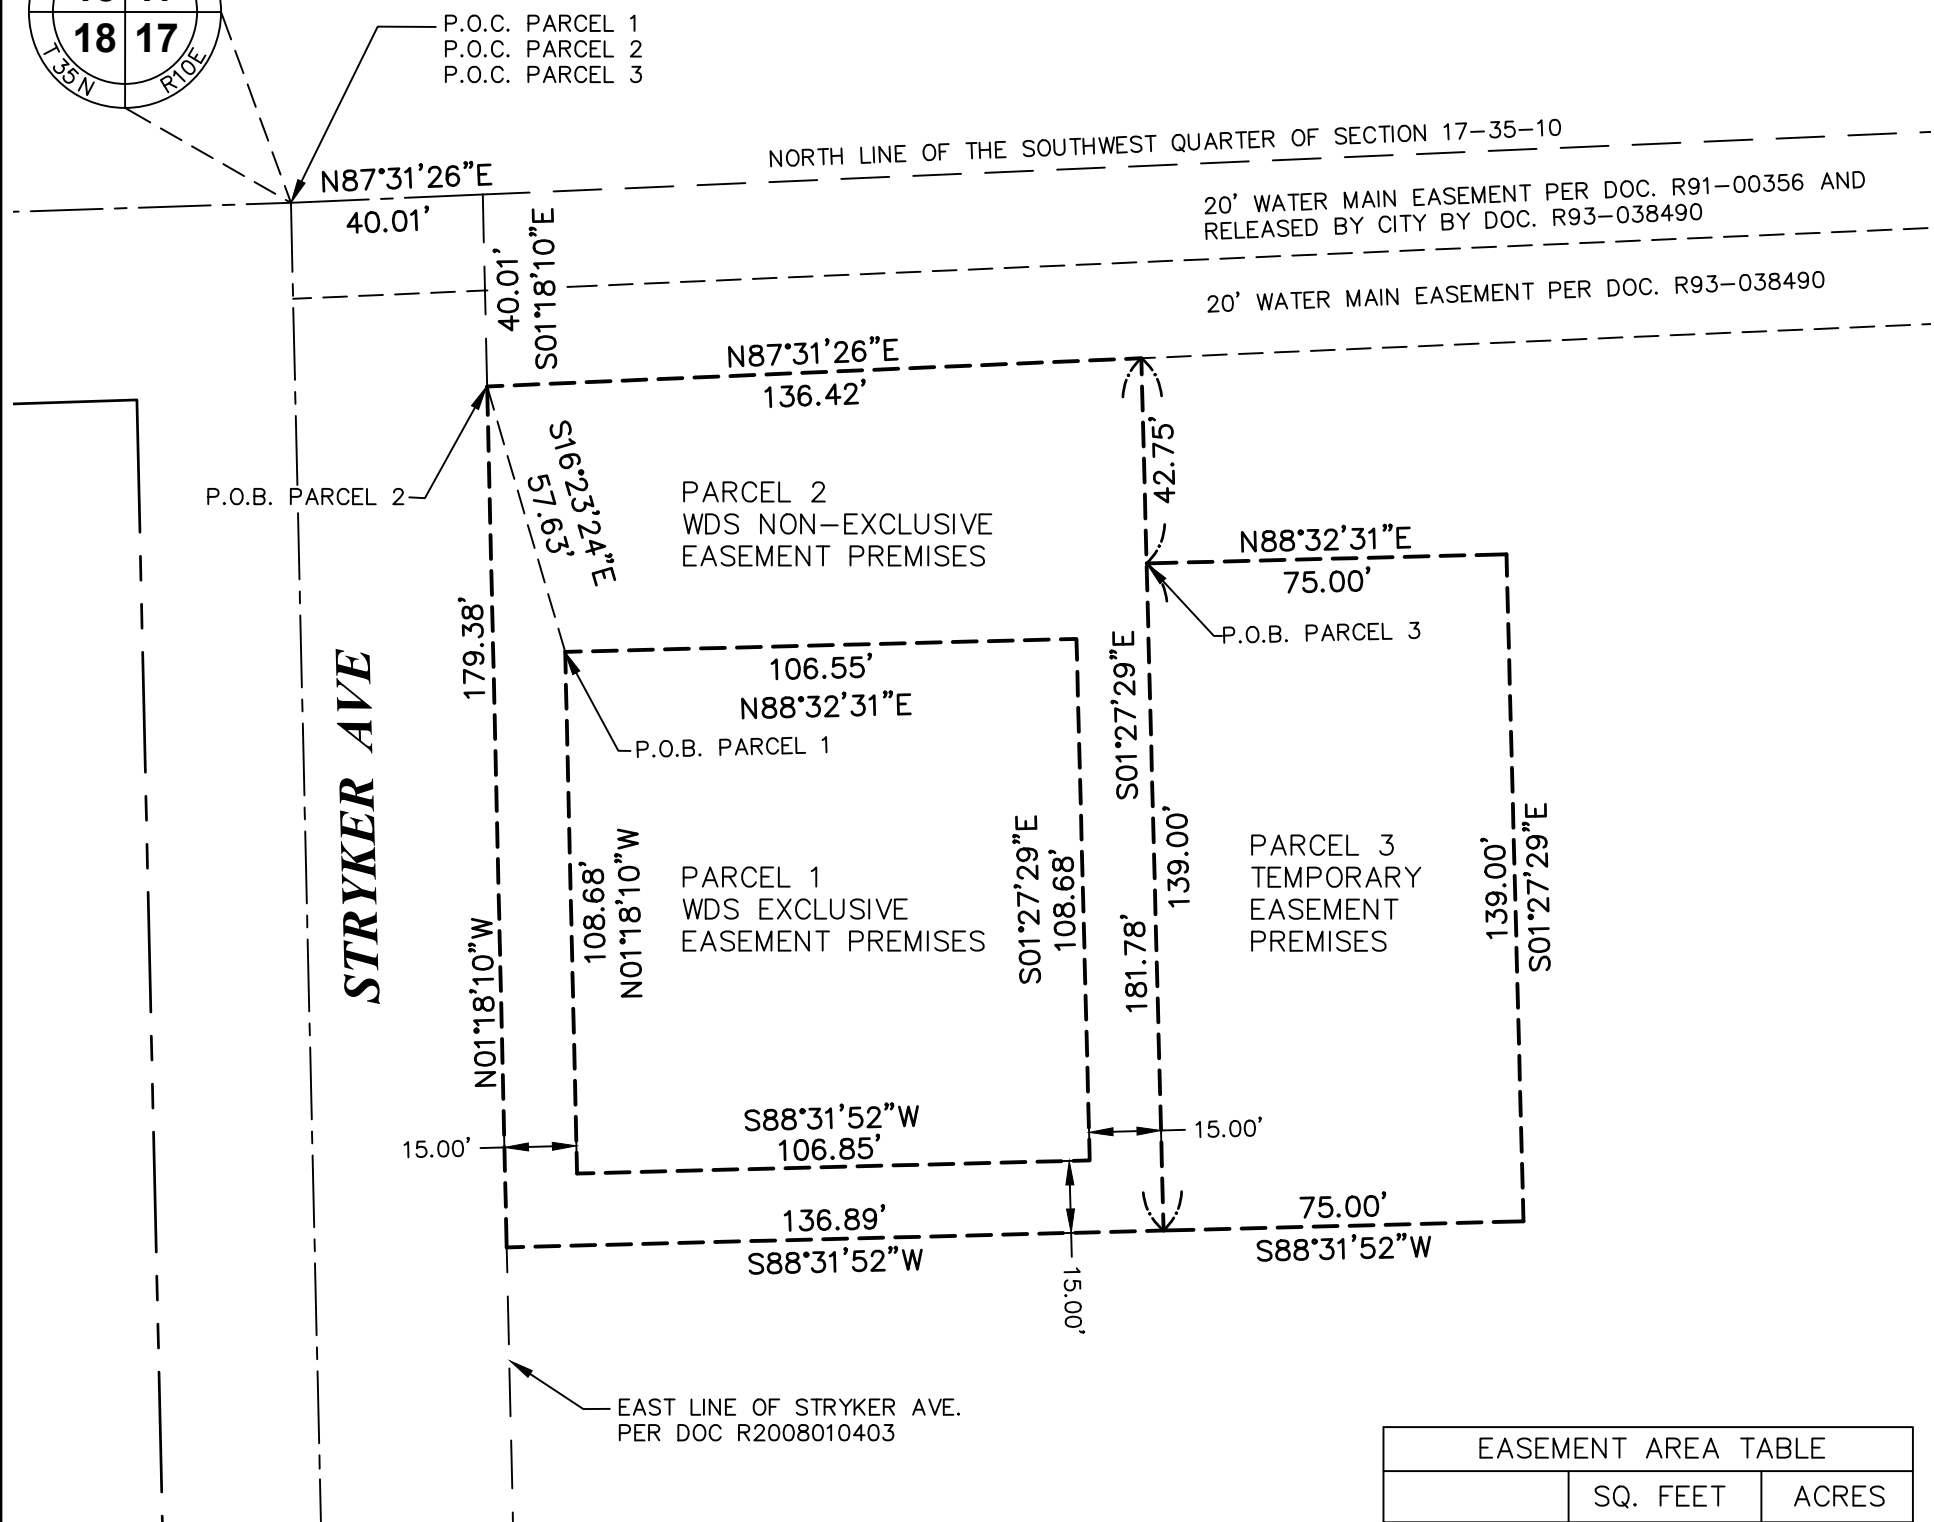 18 17
T 35 N
R10E
P.O.C. PARCEL 1
P.O.C. PARCEL 2
P.O.C. PARCEL 3
NORTH LINE OF THE SOUTHWEST QUARTER OF SECTION 17-35-10
N87°31'26"E
40.01'
40.01'
S01°18'10"E
20' WATER MAIN EASEMENT PER DOC. R91-00356 AND
RELEASED BY CITY BY DOC. R93-038490
20' WATER MAIN EASEMENT PER DOC. R93-038490
N87°31'26"E
136.42'
P.O.B. PARCEL 2
S16°23'24"E
57.63'
PARCEL 2
WDS NON-EXCLUSIVE
EASEMENT PREMISES
42.75'
N88°32'31"E
75.00'
P.O.B. PARCEL 3
179.38'
N01°18'10"W
STRYKER AVE
106.55'
N88°32'31"E
P.O.B. PARCEL 1
S01°27'29"E
181.78'
139.00'
108.68'
N01°18'10"W
PARCEL 1
WDS EXCLUSIVE
EASEMENT PREMISES
S01°27'29"E
108.68'
PARCEL 3
TEMPORARY
EASEMENT
PREMISES
139.00'
S01°27'29"E
15.00'
S88°31'52"W
106.85'
15.00'
136.89'
S88°31'52"W
75.00'
S88°31'52"W
15.00'
EAST LINE OF STRYKER AVE.
PER DOC R2008010403
EASEMENT AREA TABLE
SQ. FEET ACRES